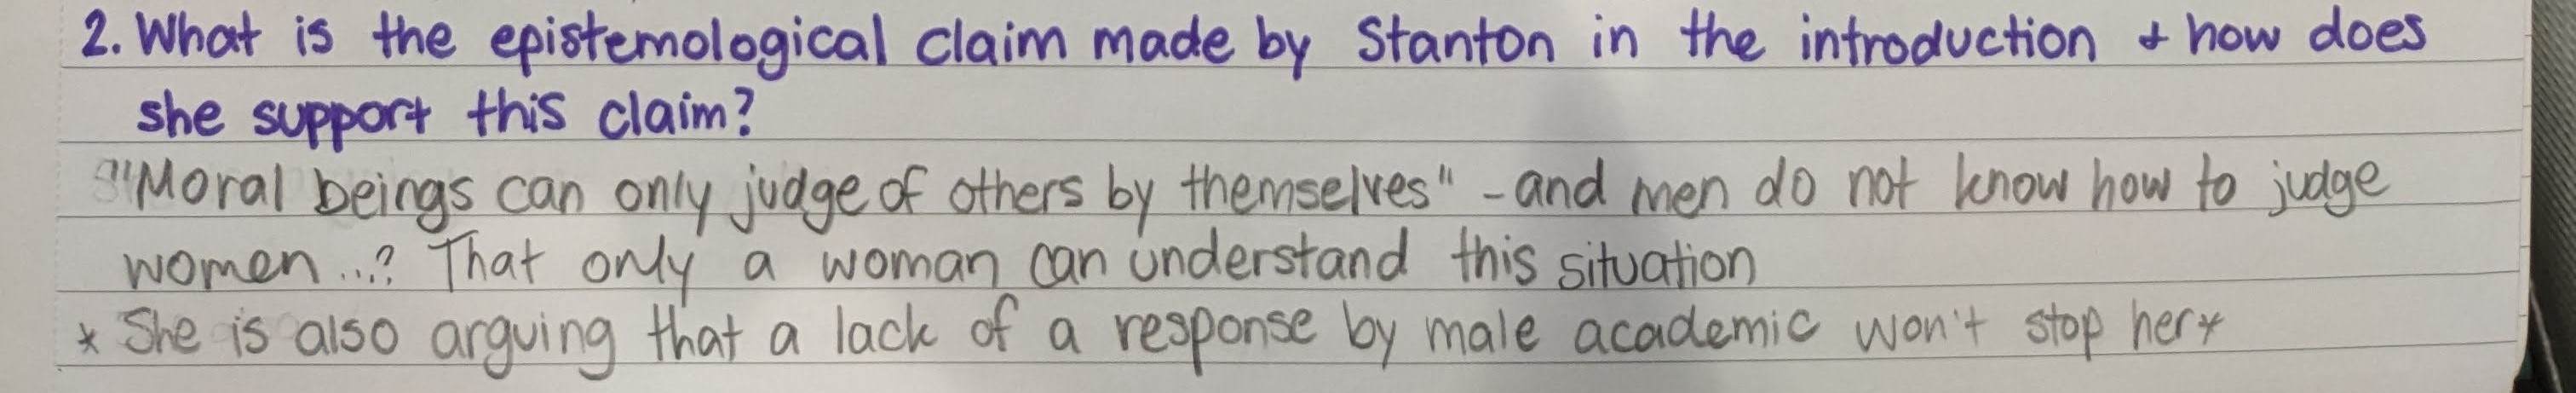 2. What is the epistemological claim made by Stanton in the introduction + how does
she support this claim?
"Moral beings can only judge of others by themselves" - and men do not know how to judge
women...? That only a woman can understand this situation
* She is also arguing that a lack of a response by male academic won't stop her*